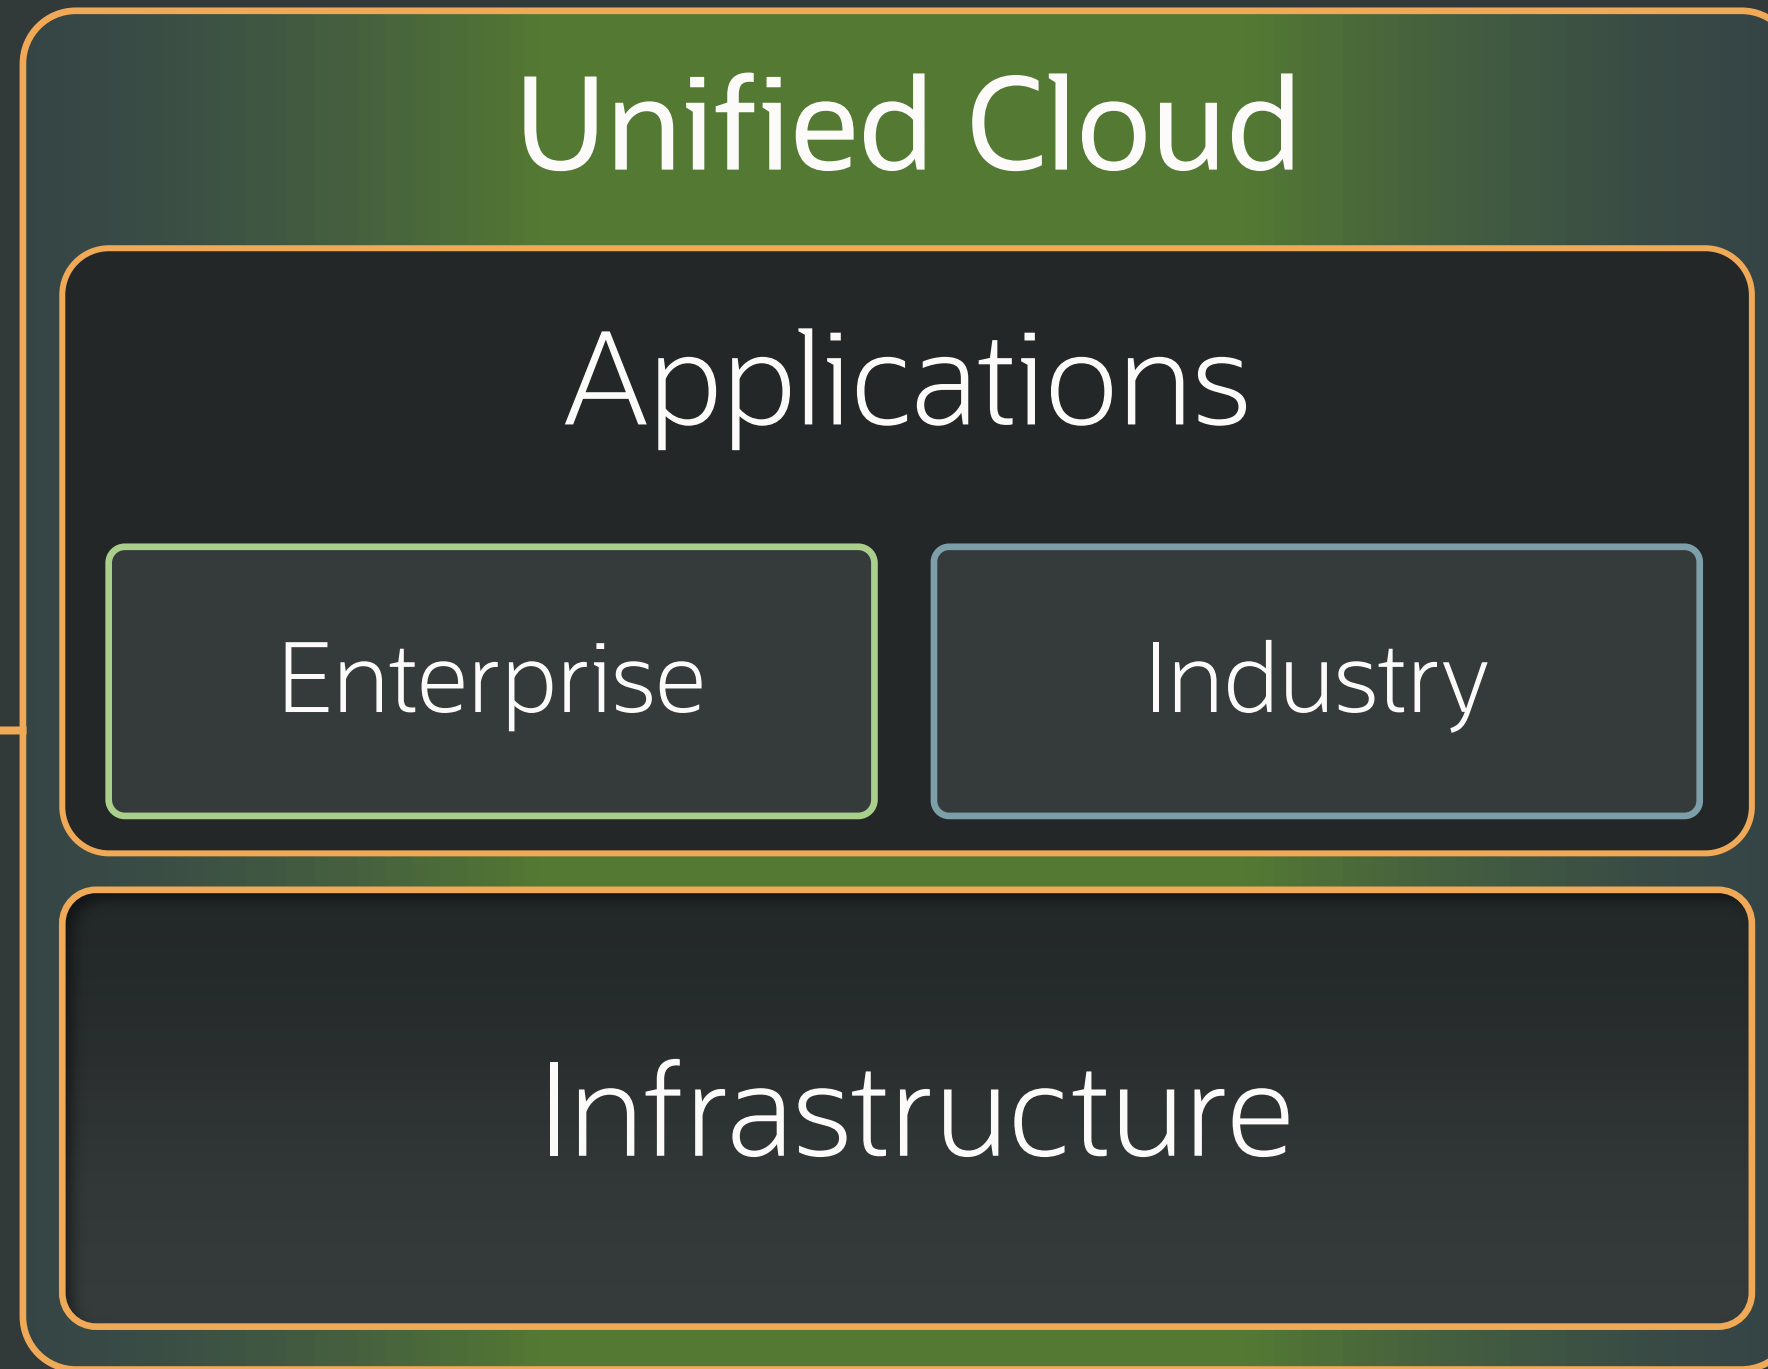 Unified Cloud
Applications
Enterprise
Industry
Infrastructure